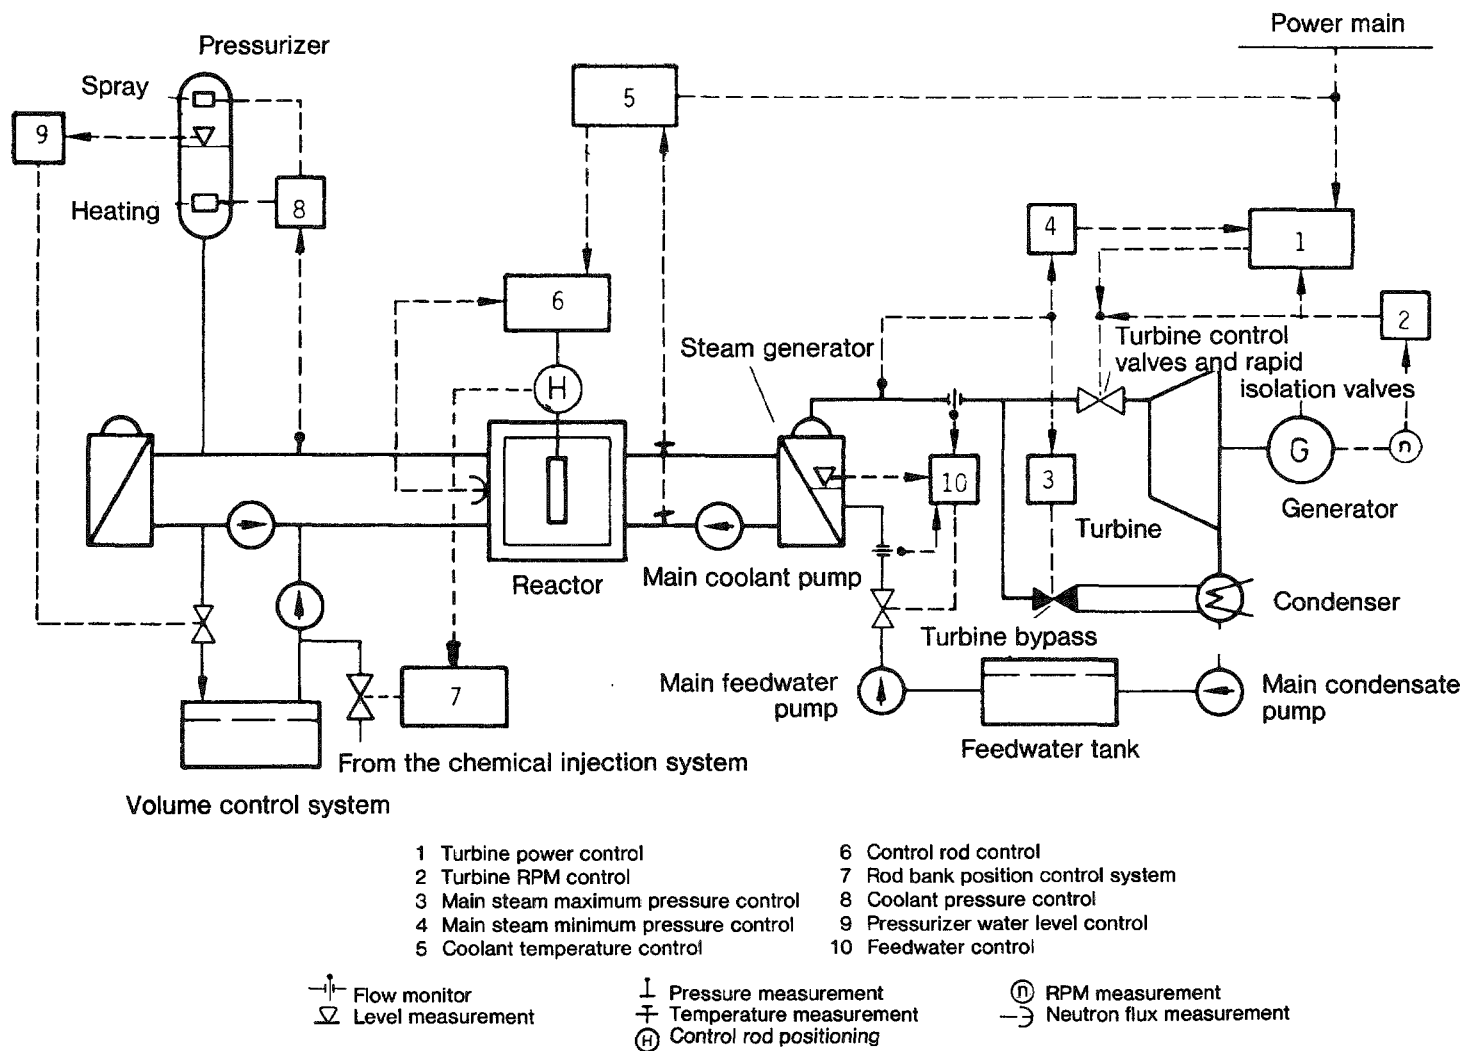 Power main
Pressurizer
Spray
5
9
Heating
8
4
1
6
2
Turbine control
valves and rapid
isolation valves
Steam generator
H
G
n
10
3
Generator
Turbine
Reactor
Main coolant pump
Condenser
Turbine bypass
Main feedwater
pump
7
Main condensate
pump
Feedwater tank
From the chemical injection system
Volume control system
1 Turbine power control
2 Turbine RPM control
3 Main steam maximum pressure control
4 Main steam minimum pressure control
5 Coolant temperature control
6 Control rod control
7 Rod bank position control system
8 Coolant pressure control
9 Pressurizer water level control
10 Feedwater control
Flow monitor
Level measurement
Pressure measurement
Temperature measurement
H Control rod positioning
n RPM measurement
Neutron flux measurement